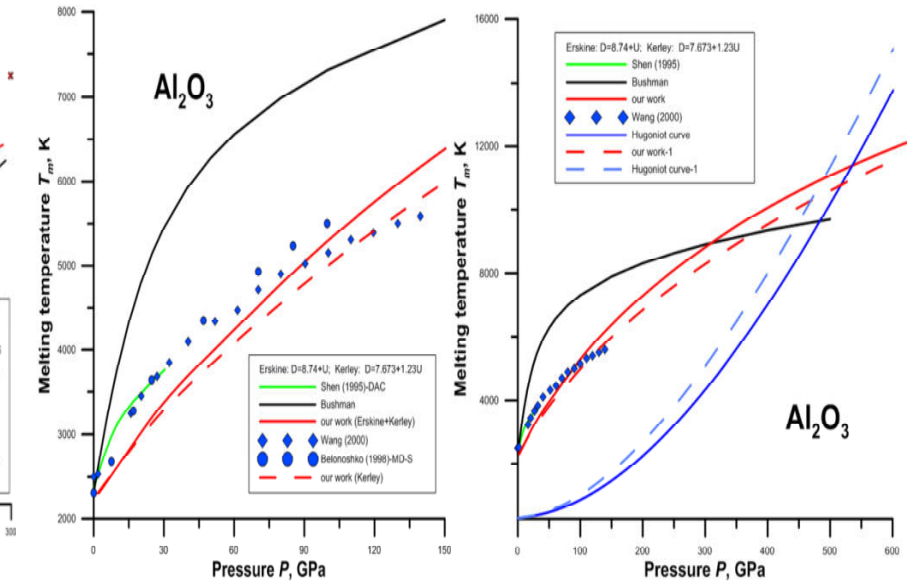 300
8000
7000
6000
5000
4000
3000
2000
Melting temperature Tm, K
Al2O3
Erskine: D=8.74+U; Kerley: D=7.673+1.23U
Shen (1995)-DAC
Bushman
our work (Erskine+Kerley)
Wang (2000)
Belonoshko (1998)-MD-S
our work (Kerley)
0 30 60 90 120 150
Pressure P, GPa
16000
12000
8000
4000
Melting temperature Tm, K
Erskine: D=8.74+U; Kerley: D=7.673+1.23U
Shen (1995)
Bushman
our work
Wang (2000)
Hugoniot curve
our work-1
Hugoniot curve-1
Al2O3
0 100 200 300 400 500 600
Pressure P, GPa